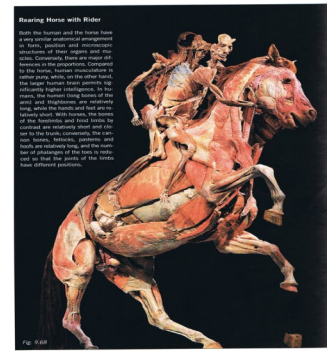 Rearing Horse with Rider
Both the human and the horse have
a very similar anatomical arrangement
in form, position and microscopic
structures of their organs and mu-
scles. Conversely, there are major dif-
ferences in the proportions. Compared
to the horse, human musculature is
rather puny, while, on the other hand,
the larger human brain permits sig-
nificantly higher intelligence. In hu-
mans, the humeri (long bones of the
arm) and thighbones are relatively
long, while the hands and feet are re-
latively short. With horses, the bones
of the forelimbs and hind limbs by
contrast are relatively short and clo-
ser to the trunk; conversely, the can-
non bones, fetlocks, pasterns and
hoofs are relatively long, and the num-
ber of phalanges of the toes is redu-
ced so that the joints of the limbs
have different positions.
Fig. 9.68